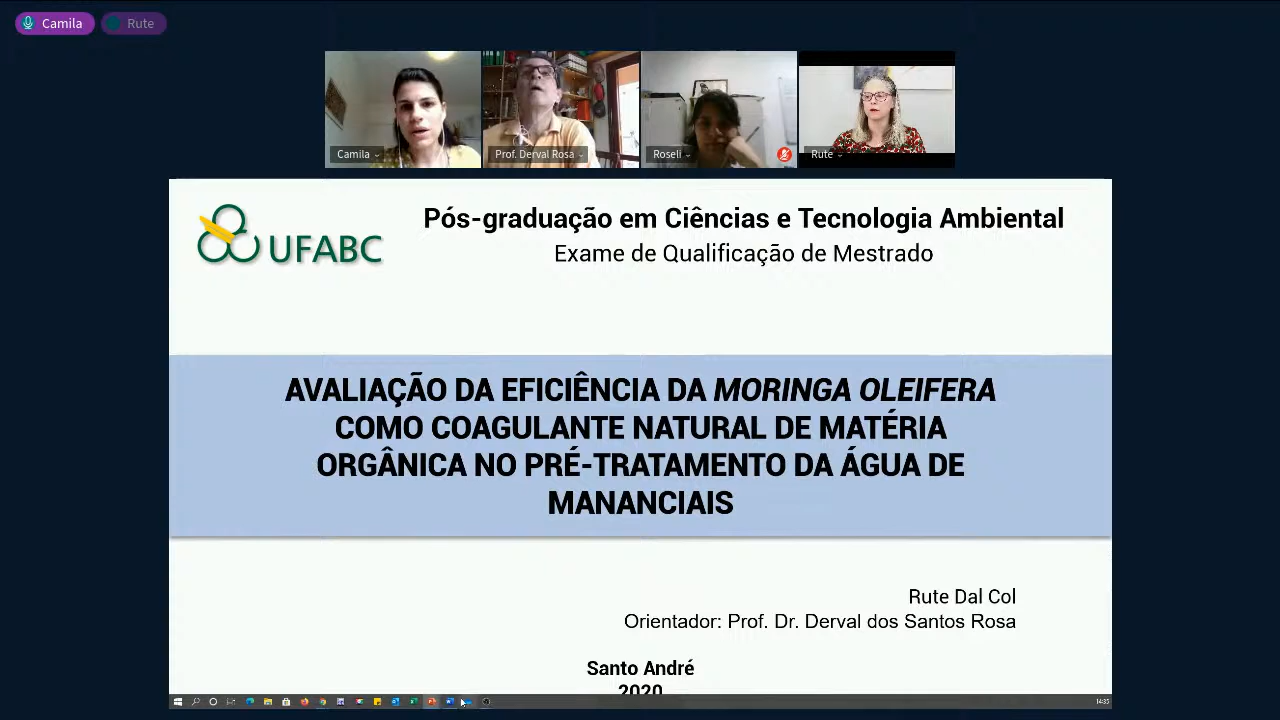 Camila
Rute
Camila
Prof. Derval Rosa
Roseli
Rute
UFABC
Pós-graduação em Ciências e Tecnologia Ambiental
Exame de Qualificação de Mestrado
AVALIAÇÃO DA EFICIÊNCIA DA MORINGA OLEIFERA
COMO COAGULANTE NATURAL DE MATÉRIA
ORGÂNICA NO PRÉ-TRATAMENTO DA ÁGUA DE
MANANCIAIS
Rute Dal Col
Orientador: Prof. Dr. Derval dos Santos Rosa
Santo André
2020
14:35